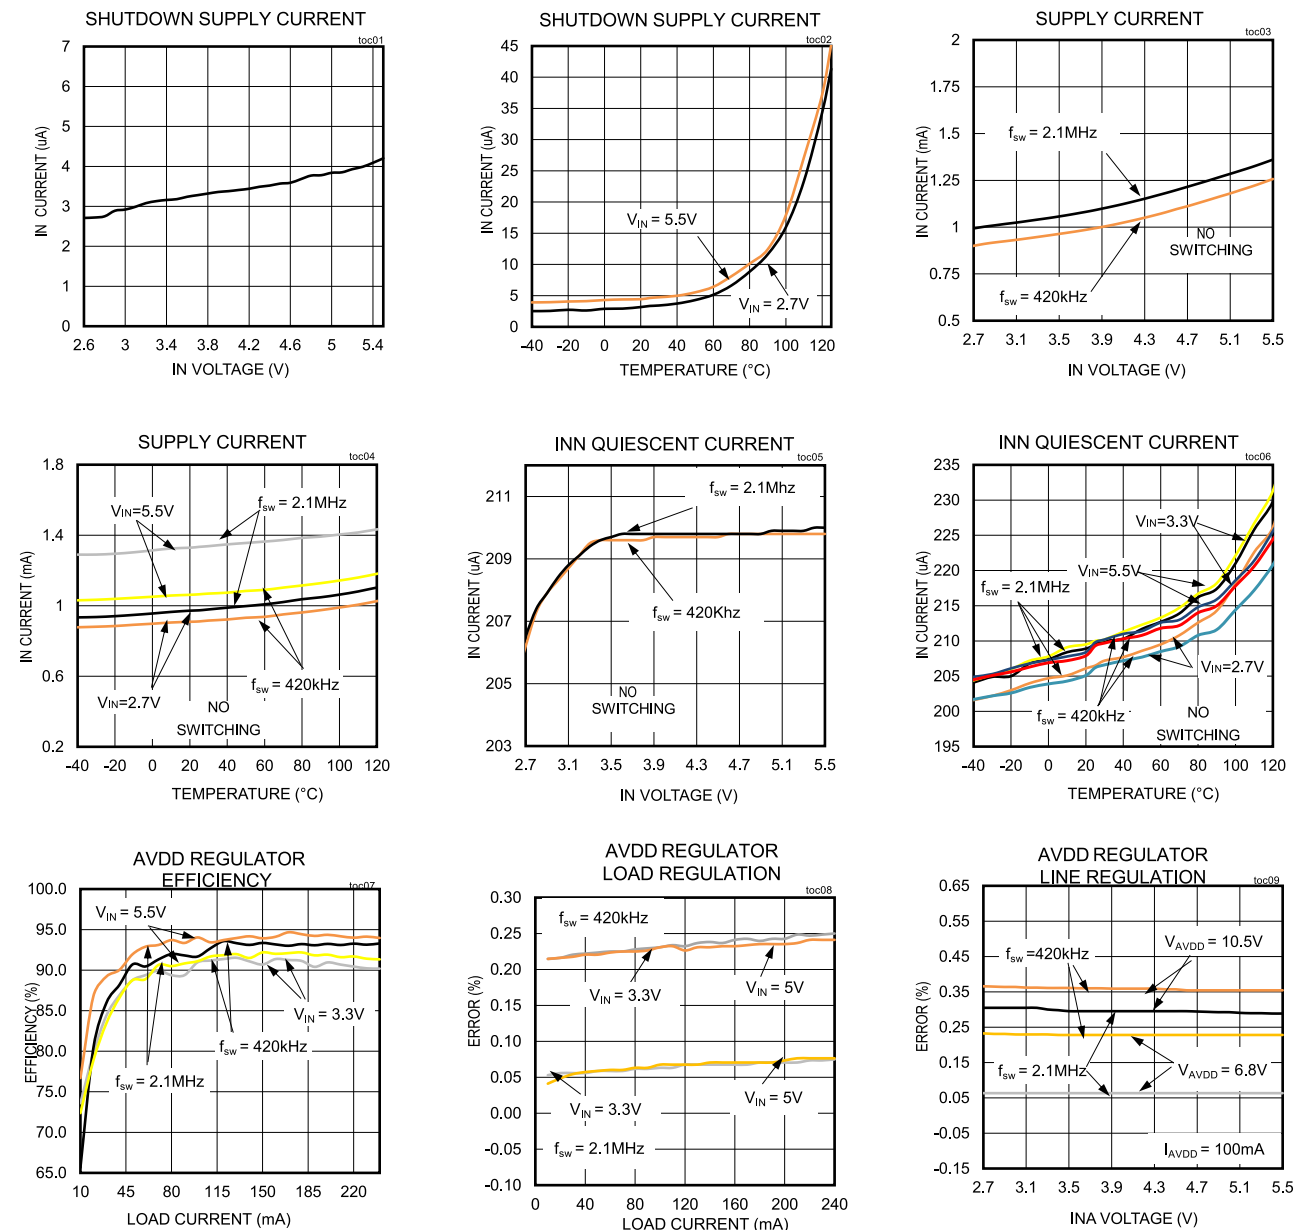 SHUTDOWN SUPPLY CURRENT
toc01
IN CURRENT (uA)
7
6
5
4
3
2
1
0
2.6 3 3.4 3.8 4.2 4.6 5 5.4
IN VOLTAGE (V)
SHUTDOWN SUPPLY CURRENT
toc02
IN CURRENT (uA)
45
40
35
30
25
20
15
10
5
0
VIN = 5.5V
VIN = 2.7V
-40 -20 0 20 40 60 80 100 120
TEMPERATURE (°C)
SUPPLY CURRENT
toc03
IN CURRENT (mA)
2
1.75
1.5
1.25
1
0.75
0.5
fsw = 2.1MHz
NO
SWITCHING
fsw = 420kHz
2.7 3.1 3.5 3.9 4.3 4.7 5.1 5.5
IN VOLTAGE (V)
SUPPLY CURRENT
toc04
IN CURRENT (mA)
1.8
1.4
1
0.6
0.2
VIN=5.5V
fsw = 2.1MHz
VIN=2.7V
fsw = 420kHz
NO
SWITCHING
-40 -20 0 20 40 60 80 100 120
TEMPERATURE (°C)
INN QUIESCENT CURRENT
toc05
IN CURRENT (uA)
211
209
207
205
203
fsw = 2.1Mhz
fsw = 420Khz
NO
SWITCHING
2.7 3.1 3.5 3.9 4.3 4.7 5.1 5.5
IN VOLTAGE (V)
INN QUIESCENT CURRENT
toc06
IN CURRENT (uA)
235
230
225
220
215
210
205
200
195
VIN=3.3V
VIN=5.5V
fsw = 2.1MHz
VIN=2.7V
fsw = 420kHz
NO
SWITCHING
-40 -20 0 20 40 60 80 100 120
TEMPERATURE (°C)
AVDD REGULATOR
EFFICIENCY
toc07
EFFICIENCY (%)
100.0
95.0
90.0
85.0
80.0
75.0
70.0
65.0
VIN = 5.5V
VIN = 3.3V
fsw = 420kHz
fsw = 2.1MHz
10 45 80 115 150 185 220
LOAD CURRENT (mA)
AVDD REGULATOR
LOAD REGULATION
toc08
ERROR (%)
0.30
0.25
0.20
0.15
0.10
0.05
0.00
-0.05
-0.10
fsw = 420kHz
VIN = 3.3V
VIN = 5V
VIN = 3.3V
VIN = 5V
fsw = 2.1MHz
0 40 80 120 160 200 240
LOAD CURRENT (mA)
AVDD REGULATOR
LINE REGULATION
toc09
ERROR (%)
0.65
0.55
0.45
0.35
0.25
0.15
0.05
-0.05
-0.15
VAVDD = 10.5V
fsw =420kHz
fsw = 2.1MHz
VAVDD = 6.8V
IAVDD = 100mA
2.7 3.1 3.5 3.9 4.3 4.7 5.1 5.5
INA VOLTAGE (V)